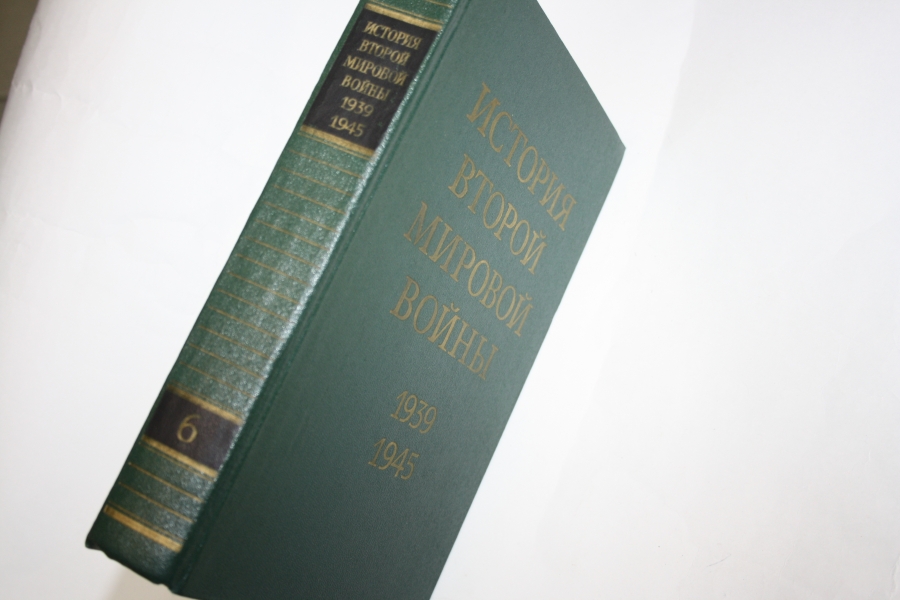 ИСТОРИЯ
ВТОРОЙ
МИРОВОЙ
ВОЙНЫ
1939
1945
6
ИСТОРИЯ
ВТОРОЙ
МИРОВОЙ
ВОЙНЫ
1939
1945